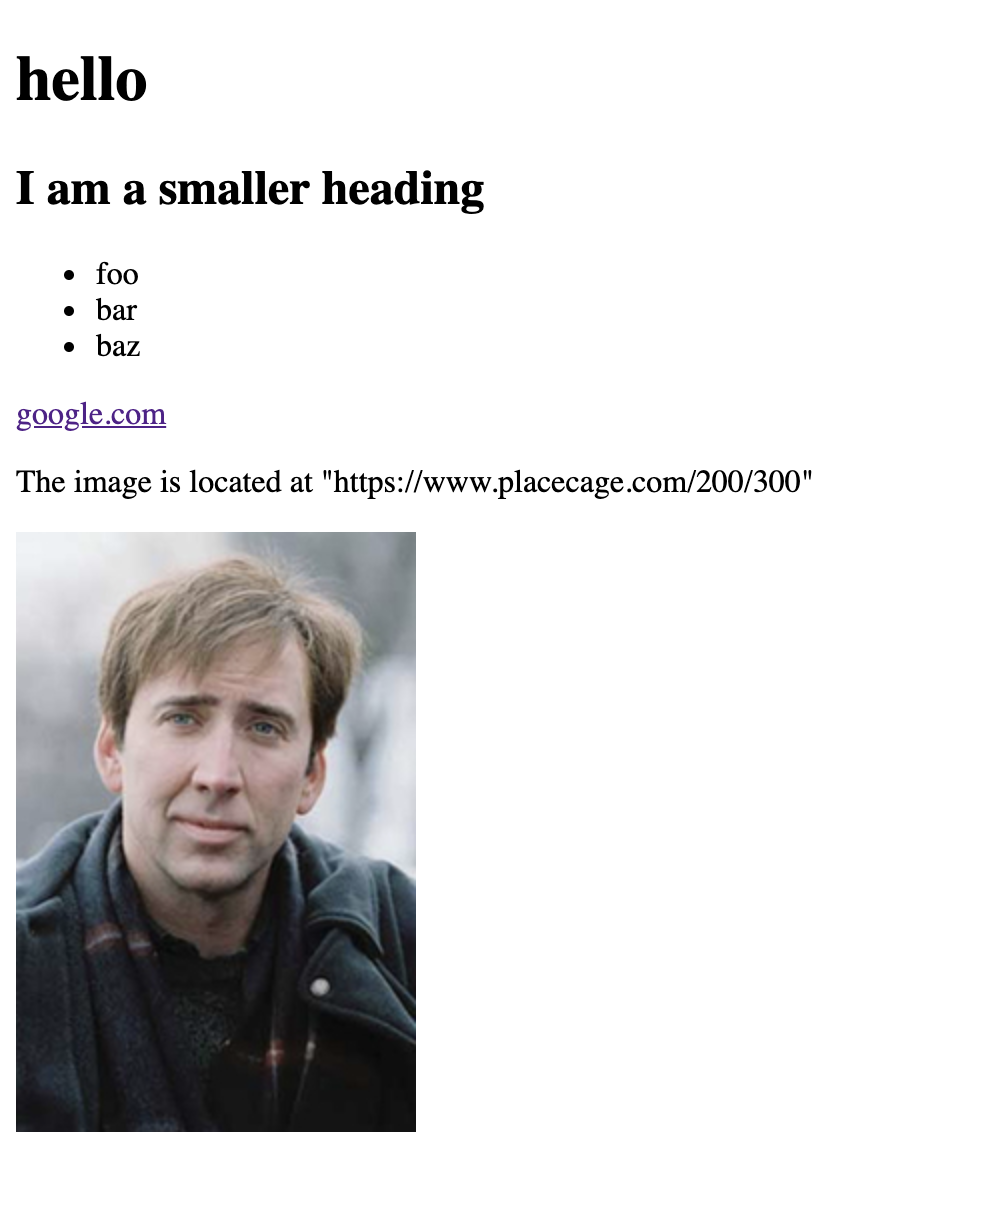 hello
I am a smaller heading
foo
bar
baz
google.com
The image is located at "https://www.placecage.com/200/300"